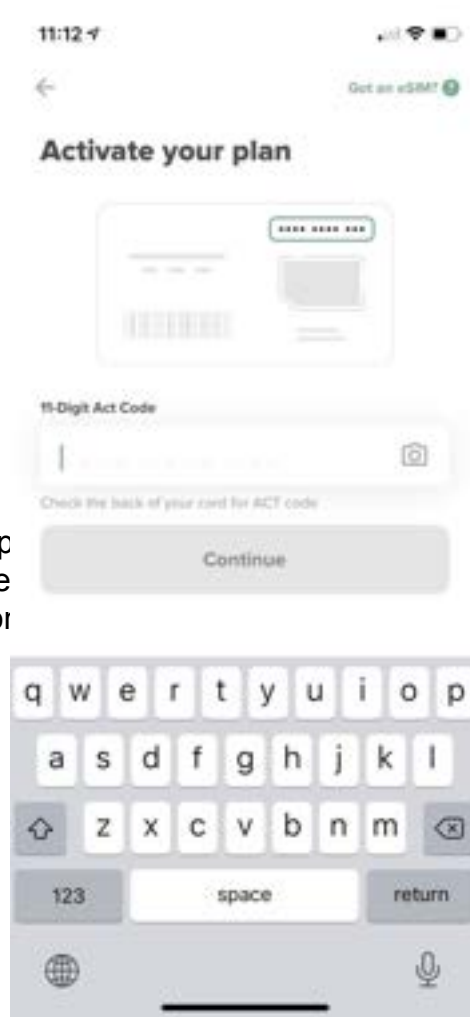 11:12
Got an eSIM? ?
Activate your plan
11-Digit Act Code
Check the back of your card for ACT code
Continue
p
e
or
q w e r t y u i o p
a s d f g h j k l
z x c v b n m
123 space return